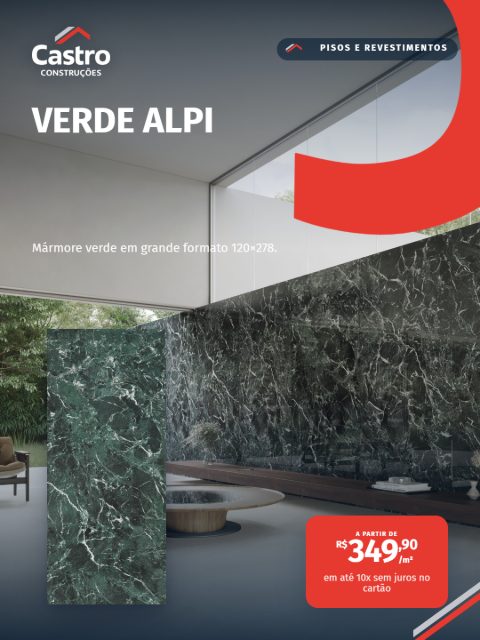 Castro
CONSTRUÇÕES
PISOS E REVESTIMENTOS
VERDE ALPI
Mármore verde em grande formato 120×278.
A PARTIR DE
R$349,90
/m²
em até 10x sem juros no
cartão